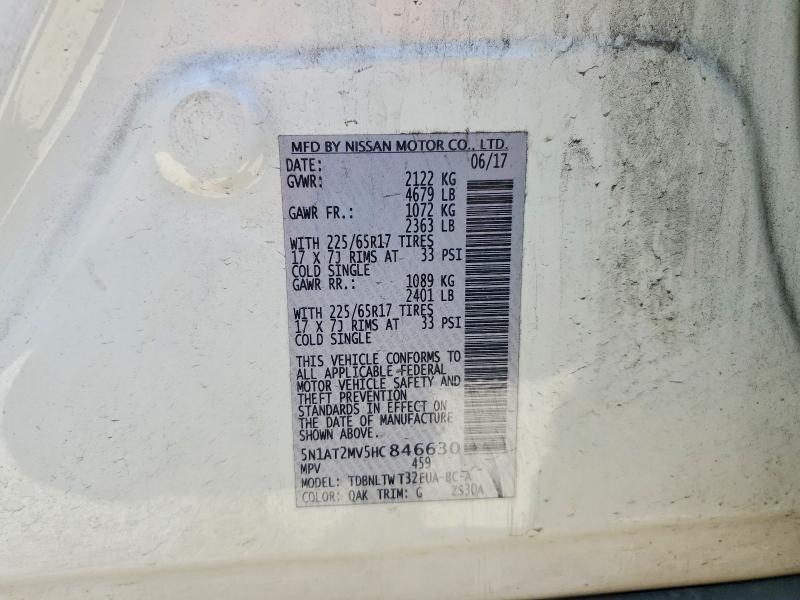 MFD BY NISSAN MOTOR CO., LTD.
DATE: 06/17
GVWR: 2122 KG
4679 LB
GAWR FR.: 1072 KG
2363 LB
WITH 225/65R17 TIRES
17 X 7J RIMS AT 33 PSI
COLD SINGLE
GAWR RR.: 1089 KG
2401 LB
WITH 225/65R17 TIRES
17 X 7J RIMS AT 33 PSI
COLD SINGLE
THIS VEHICLE CONFORMS TO
ALL APPLICABLE FEDERAL
MOTOR VEHICLE SAFETY AND
THEFT PREVENTION
STANDARDS IN EFFECT ON
THE DATE OF MANUFACTURE
SHOWN ABOVE.
5N1AT2MV5HC846630
MPV 459
MODEL: TDBNLTW T32EUA-BC-A
COLOR: QAK TRIM: G 2S30A